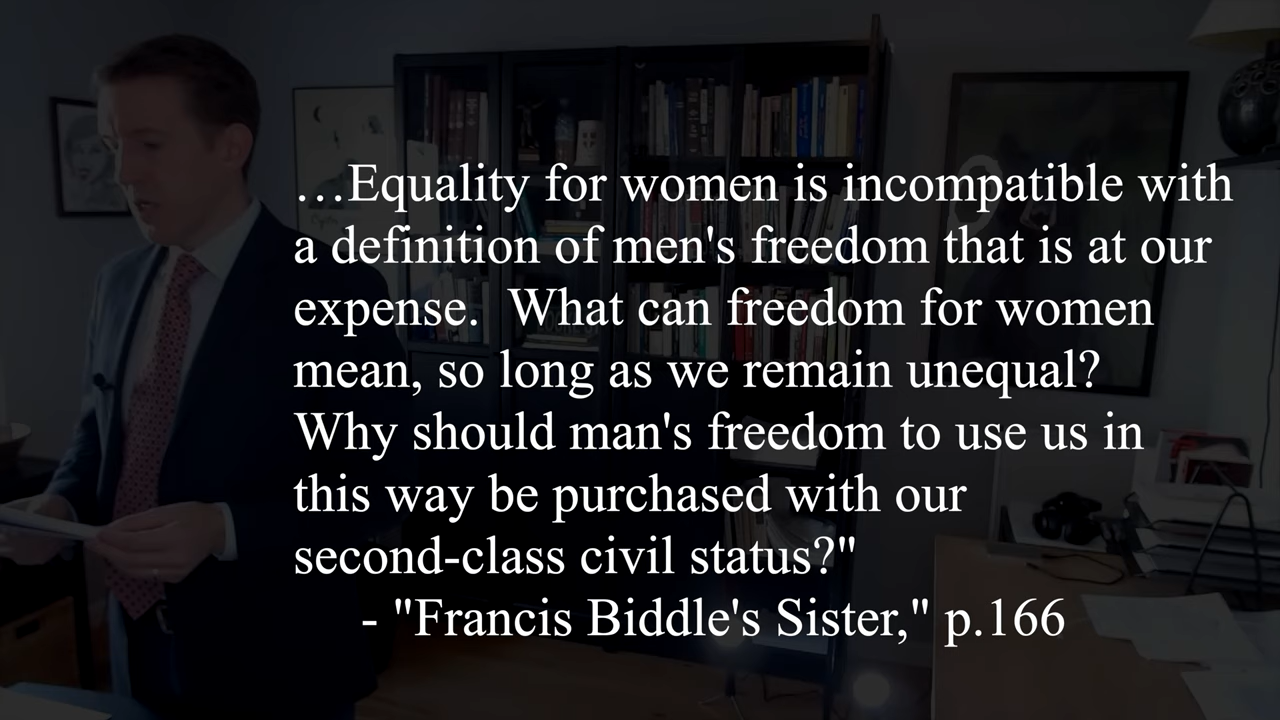 …Equality for women is incompatible with
a definition of men's freedom that is at our
expense.  What can freedom for women
mean, so long as we remain unequal?
Why should man's freedom to use us in
this way be purchased with our
second-class civil status?"
- "Francis Biddle's Sister," p.166